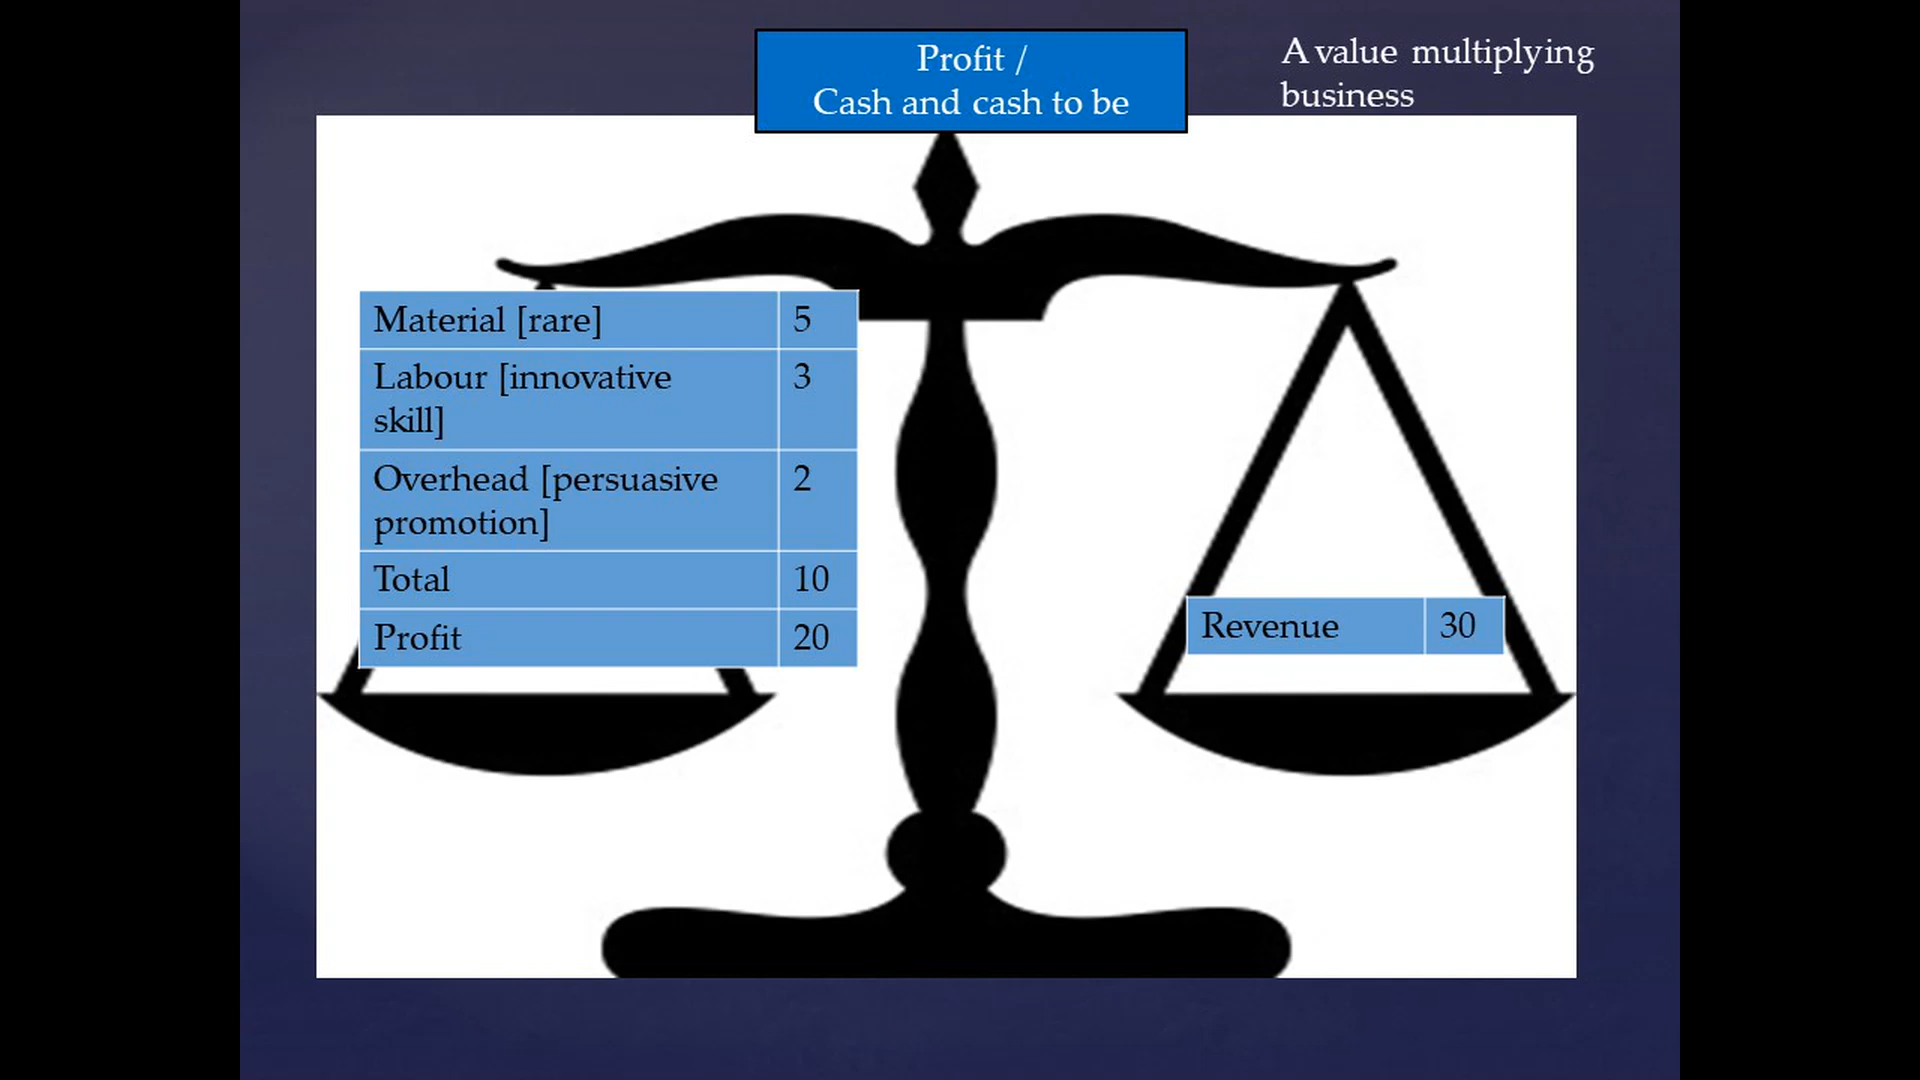 Profit /
Cash and cash to be
A value multiplying
business
Material [rare] 5
Labour [innovative 3
skill]
Overhead [persuasive 2
promotion]
Total 10
Profit 20
Revenue 30